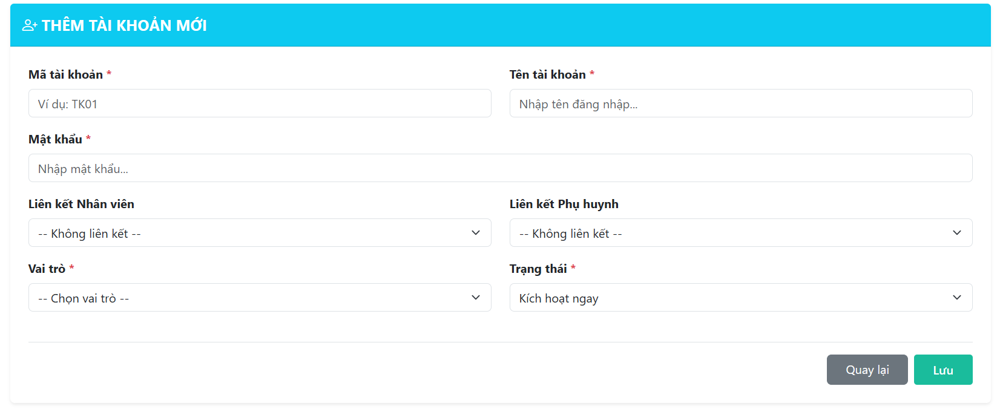 THÊM TÀI KHOẢN MỚI
Mã tài khoản *
Tên tài khoản *
Ví dụ: TK01
Nhập tên đăng nhập...
Mật khẩu *
Nhập mật khẩu...
Liên kết Nhân viên
Liên kết Phụ huynh
-- Không liên kết --
-- Không liên kết --
Vai trò *
Trạng thái *
-- Chọn vai trò --
Kích hoạt ngay
Quay lại
Lưu